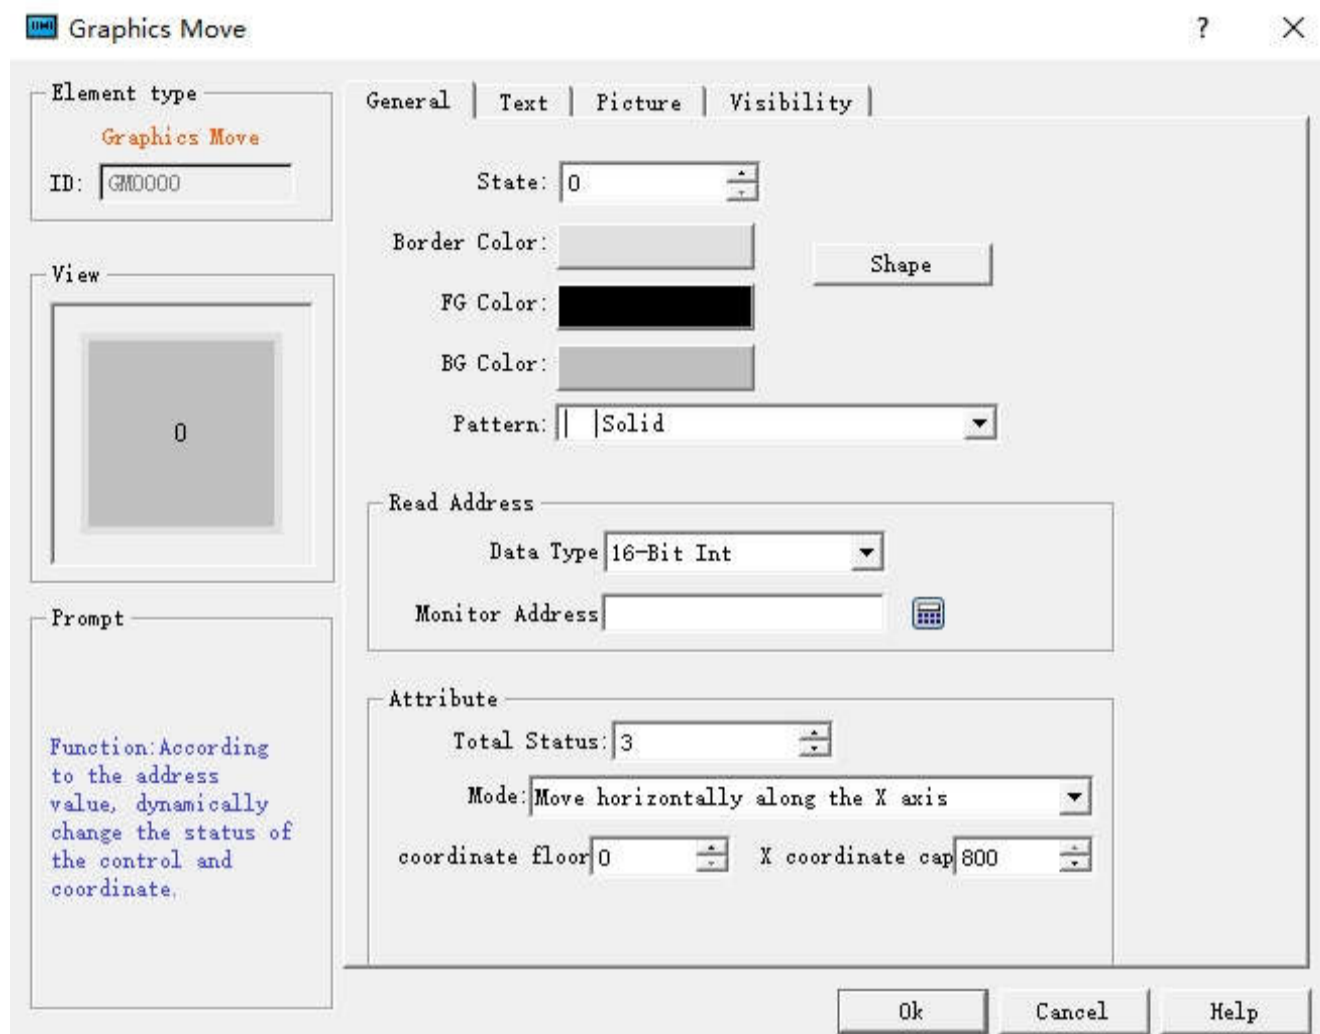 Graphics Move
Element type
Graphics Move
ID: GM0000
View
0
Prompt
Function:According
to the address
value, dynamically
change the status of
the control and
coordinate.
General Text Picture Visibility
State: 0
Border Color:
Shape
FG Color:
BG Color:
Pattern: Solid
Read Address
Data Type 16-Bit Int
Monitor Address
Attribute
Total Status: 3
Mode: Move horizontally along the X axis
coordinate floor 0 X coordinate cap 800
Ok Cancel Help